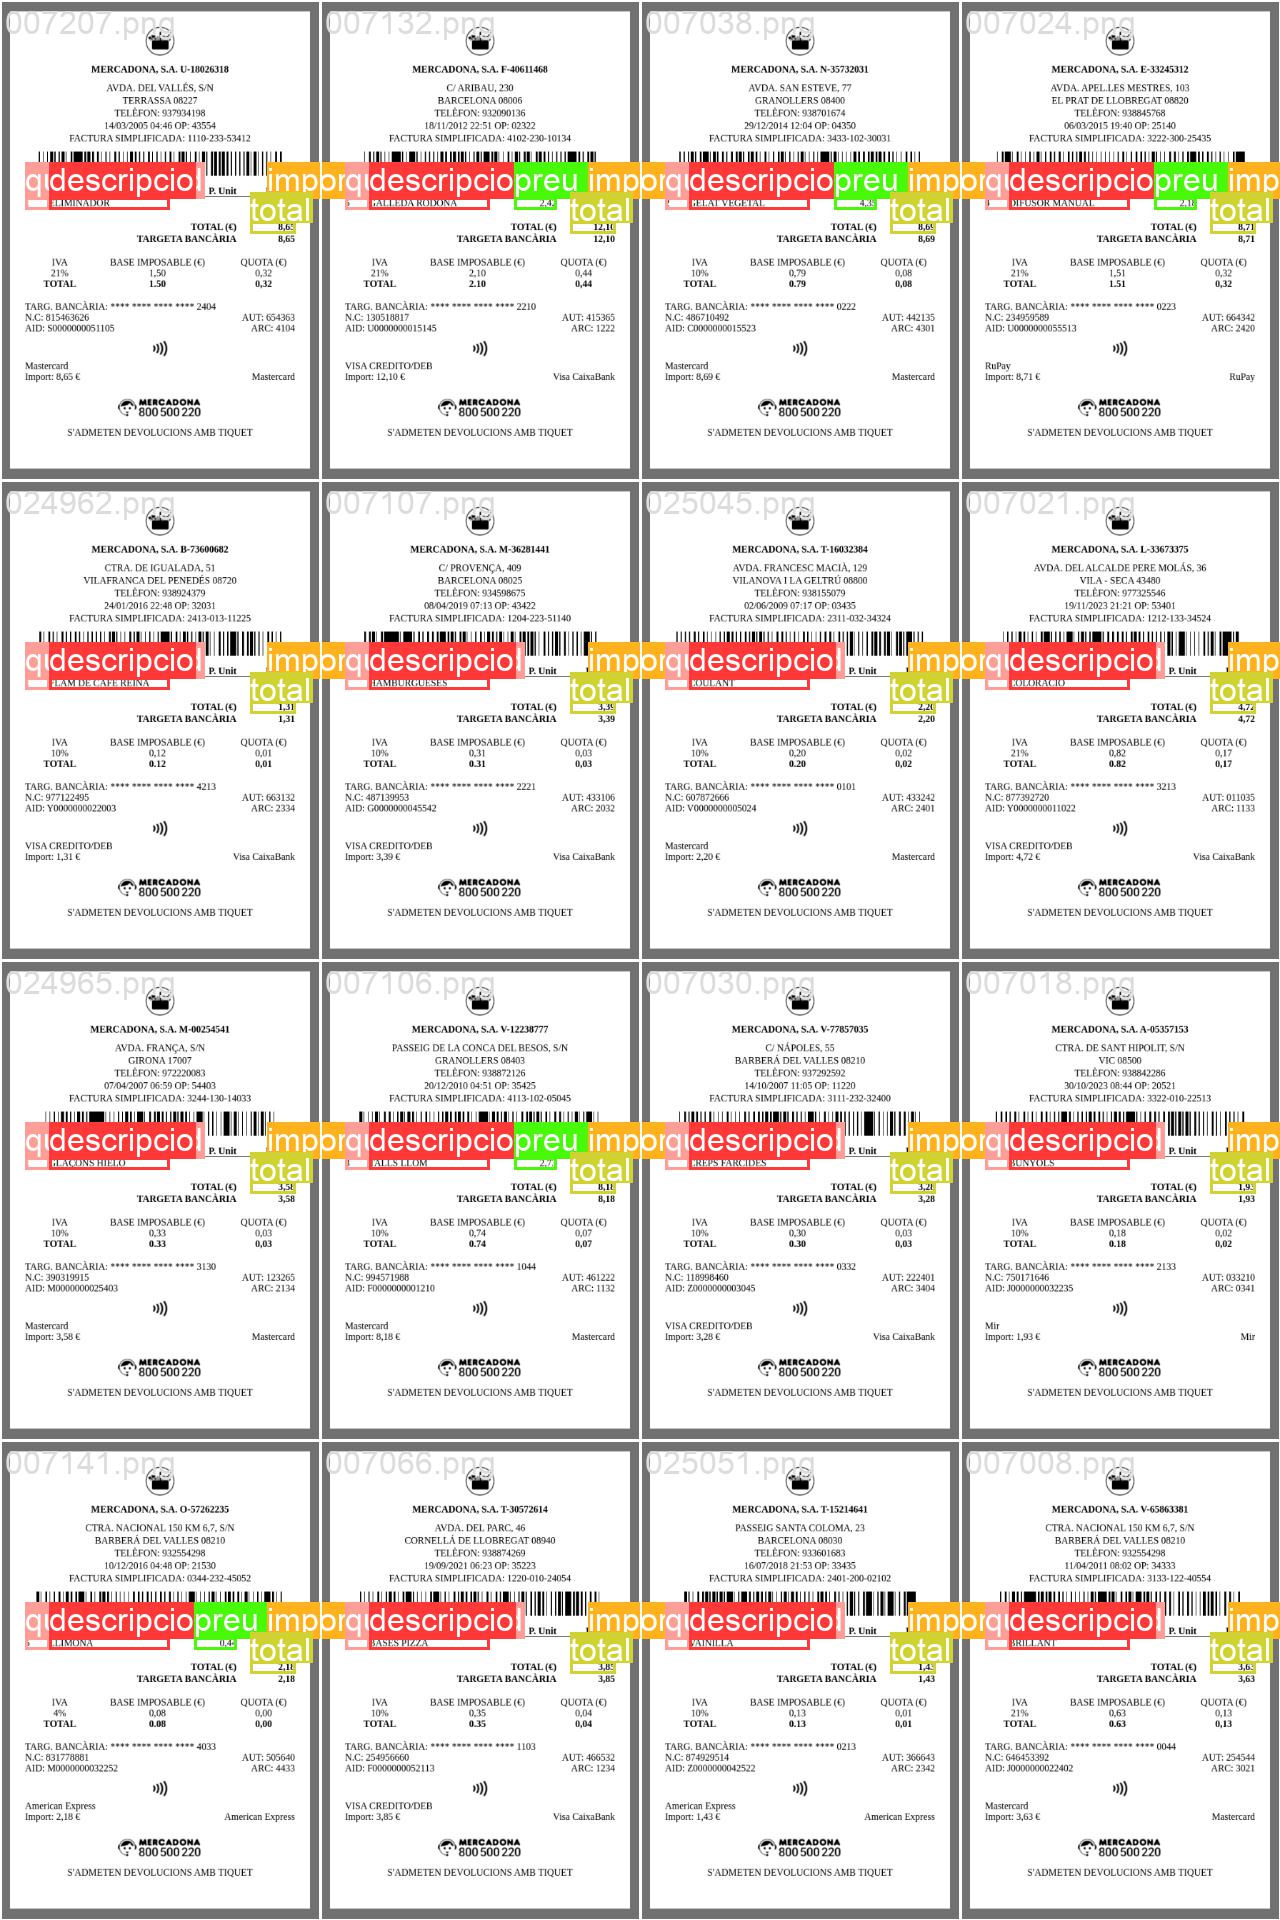 007207.png
MERCADONA, S.A. U-18026318
AVDA. DEL VALLÉS, S/N
TERRASSA 08227
TELÈFON: 937934198
14/03/2005 04:46 OP: 43554
FACTURA SIMPLIFICADA: 1110-233-53412
descripcio
P. Unit
ELIMINADOR
total
TOTAL (€) 8,65
TARGETA BANCÀRIA 8,65
IVA BASE IMPOSABLE (€) QUOTA (€)
21% 1,50 0,32
TOTAL 1.50 0,32
TARG. BANCÀRIA: **** **** **** **** 2404
N.C: 815463626 AUT: 654363
AID: S0000000051105 ARC: 4104
Mastercard
Import: 8,65 € Mastercard
MERCADONA
800 500 220
S'ADMETEN DEVOLUCIONS AMB TIQUET
007132.png
MERCADONA, S.A. F-40611468
C/ ARIBAU, 230
BARCELONA 08006
TELÈFON: 932090136
18/11/2012 22:51 OP: 02322
FACTURA SIMPLIFICADA: 4102-230-10134
descripcio preu
GALLEDA RODONA
total
TOTAL (€) 12,10
TARGETA BANCÀRIA 12,10
IVA BASE IMPOSABLE (€) QUOTA (€)
21% 2,10 0,44
TOTAL 2.10 0,44
TARG. BANCÀRIA: **** **** **** **** 2210
N.C: 130518817 AUT: 415365
AID: U0000000015145 ARC: 1222
VISA CREDITO/DEB
Import: 12,10 € Visa CaixaBank
MERCADONA
800 500 220
S'ADMETEN DEVOLUCIONS AMB TIQUET
007038.png
MERCADONA, S.A. N-35732031
AVDA. SAN ESTEVE, 77
GRANOLLERS 08400
TELÈFON: 938701674
29/12/2014 12:04 OP: 04350
FACTURA SIMPLIFICADA: 3433-102-30031
descripcio preu
GELAT VEGETAL
total
TOTAL (€) 8,69
TARGETA BANCÀRIA 8,69
IVA BASE IMPOSABLE (€) QUOTA (€)
10% 0,79 0,08
TOTAL 0.79 0,08
TARG. BANCÀRIA: **** **** **** **** 0222
N.C: 486710492 AUT: 442135
AID: C0000000015523 ARC: 4301
Mastercard
Import: 8,69 € Mastercard
MERCADONA
800 500 220
S'ADMETEN DEVOLUCIONS AMB TIQUET
007024.png
MERCADONA, S.A. E-33245312
AVDA. APEL.LES MESTRES, 103
EL PRAT DE LLOBREGAT 08820
TELÈFON: 938845768
06/03/2015 19:40 OP: 25140
FACTURA SIMPLIFICADA: 3222-300-25435
descripcio preu
DIFUSOR MANUAL
total
TOTAL (€) 8,71
TARGETA BANCÀRIA 8,71
IVA BASE IMPOSABLE (€) QUOTA (€)
21% 1,51 0,32
TOTAL 1.51 0,32
TARG. BANCÀRIA: **** **** **** **** 0223
N.C: 234959589 AUT: 664342
AID: U0000000055513 ARC: 2420
RuPay
Import: 8,71 € RuPay
MERCADONA
800 500 220
S'ADMETEN DEVOLUCIONS AMB TIQUET
024962.png
MERCADONA, S.A. B-73600682
CTRA. DE IGUALADA, 51
VILAFRANCA DEL PENEDÉS 08720
TELÈFON: 938924379
24/01/2016 22:48 OP: 32031
FACTURA SIMPLIFICADA: 2413-013-11225
descripcio
P. Unit
FLAM DE CAFE REINA
total
TOTAL (€) 1,31
TARGETA BANCÀRIA 1,31
IVA BASE IMPOSABLE (€) QUOTA (€)
10% 0,12 0,01
TOTAL 0.12 0,01
TARG. BANCÀRIA: **** **** **** **** 4213
N.C: 977122495 AUT: 663132
AID: Y0000000022003 ARC: 2334
VISA CREDITO/DEB
Import: 1,31 € Visa CaixaBank
MERCADONA
800 500 220
S'ADMETEN DEVOLUCIONS AMB TIQUET
007107.png
MERCADONA, S.A. M-36281441
C/ PROVENÇA, 409
BARCELONA 08025
TELÈFON: 934598675
08/04/2019 07:13 OP: 43422
FACTURA SIMPLIFICADA: 1204-223-51140
descripcio
P. Unit
HAMBURGUESES
total
TOTAL (€) 3,39
TARGETA BANCÀRIA 3,39
IVA BASE IMPOSABLE (€) QUOTA (€)
10% 0,31 0,03
TOTAL 0.31 0,03
TARG. BANCÀRIA: **** **** **** **** 2221
N.C: 487139953 AUT: 433106
AID: G0000000045542 ARC: 2032
VISA CREDITO/DEB
Import: 3,39 € Visa CaixaBank
MERCADONA
800 500 220
S'ADMETEN DEVOLUCIONS AMB TIQUET
025045.png
MERCADONA, S.A. T-16032384
AVDA. FRANCESC MACIÀ, 129
VILANOVA I LA GELTRÚ 08800
TELÈFON: 938155079
02/06/2009 07:17 OP: 03435
FACTURA SIMPLIFICADA: 2311-032-34324
descripcio
P. Unit
COULANT
total
TOTAL (€) 2,20
TARGETA BANCÀRIA 2,20
IVA BASE IMPOSABLE (€) QUOTA (€)
10% 0,20 0,02
TOTAL 0.20 0,02
TARG. BANCÀRIA: **** **** **** **** 0101
N.C: 607872666 AUT: 433242
AID: V0000000005024 ARC: 2401
Mastercard
Import: 2,20 € Mastercard
MERCADONA
800 500 220
S'ADMETEN DEVOLUCIONS AMB TIQUET
007021.png
MERCADONA, S.A. L-33673375
AVDA. DEL ALCALDE PERE MOLÁS, 36
VILA - SECA 43480
TELÈFON: 977325546
19/11/2023 21:21 OP: 53401
FACTURA SIMPLIFICADA: 1212-133-34524
descripcio
P. Unit
COLORACIO
total
TOTAL (€) 4,72
TARGETA BANCÀRIA 4,72
IVA BASE IMPOSABLE (€) QUOTA (€)
21% 0,82 0,17
TOTAL 0.82 0,17
TARG. BANCÀRIA: **** **** **** **** 3213
N.C: 877392720 AUT: 011035
AID: Y0000000011022 ARC: 1133
VISA CREDITO/DEB
Import: 4,72 € Visa CaixaBank
MERCADONA
800 500 220
S'ADMETEN DEVOLUCIONS AMB TIQUET
024965.png
MERCADONA, S.A. M-00254541
AVDA. FRANÇA, S/N
GIRONA 17007
TELÈFON: 972220083
07/04/2007 06:59 OP: 54403
FACTURA SIMPLIFICADA: 3244-130-14033
descripcio
P. Unit
GLAÇONS HIELO
total
TOTAL (€) 3,58
TARGETA BANCÀRIA 3,58
IVA BASE IMPOSABLE (€) QUOTA (€)
10% 0,33 0,03
TOTAL 0.33 0,03
TARG. BANCÀRIA: **** **** **** **** 3130
N.C: 390319915 AUT: 123265
AID: M0000000025403 ARC: 2134
Mastercard
Import: 3,58 € Mastercard
MERCADONA
800 500 220
S'ADMETEN DEVOLUCIONS AMB TIQUET
007106.png
MERCADONA, S.A. V-12238777
PASSEIG DE LA CONCA DEL BESOS, S/N
GRANOLLERS 08403
TELÈFON: 938872126
20/12/2010 04:51 OP: 35425
FACTURA SIMPLIFICADA: 4113-102-05045
descripcio preu
TALLS LLOM
total
TOTAL (€) 8,18
TARGETA BANCÀRIA 8,18
IVA BASE IMPOSABLE (€) QUOTA (€)
10% 0,74 0,07
TOTAL 0.74 0,07
TARG. BANCÀRIA: **** **** **** **** 1044
N.C: 994571988 AUT: 461222
AID: F0000000001210 ARC: 1132
Mastercard
Import: 8,18 € Mastercard
MERCADONA
800 500 220
S'ADMETEN DEVOLUCIONS AMB TIQUET
007030.png
MERCADONA, S.A. V-77857035
C/ NÁPOLES, 55
BARBERÁ DEL VALLES 08210
TELÈFON: 937292592
14/10/2007 11:05 OP: 11220
FACTURA SIMPLIFICADA: 3111-232-32400
descripcio
P. Unit
CREPS FARCIDES
total
TOTAL (€) 3,28
TARGETA BANCÀRIA 3,28
IVA BASE IMPOSABLE (€) QUOTA (€)
10% 0,30 0,03
TOTAL 0.30 0,03
TARG. BANCÀRIA: **** **** **** **** 0332
N.C: 118998460 AUT: 222401
AID: Z0000000003045 ARC: 3404
VISA CREDITO/DEB
Import: 3,28 € Visa CaixaBank
MERCADONA
800 500 220
S'ADMETEN DEVOLUCIONS AMB TIQUET
007018.png
MERCADONA, S.A. A-05357153
CTRA. DE SANT HIPOLIT, S/N
VIC 08500
TELÈFON: 938842286
30/10/2023 08:44 OP: 20521
FACTURA SIMPLIFICADA: 3322-010-22513
descripcio
P. Unit
BUNYOLS
total
TOTAL (€) 1,93
TARGETA BANCÀRIA 1,93
IVA BASE IMPOSABLE (€) QUOTA (€)
10% 0,18 0,02
TOTAL 0.18 0,02
TARG. BANCÀRIA: **** **** **** **** 2133
N.C: 750171646 AUT: 033210
AID: J0000000032235 ARC: 0341
Mir
Import: 1,93 € Mir
MERCADONA
800 500 220
S'ADMETEN DEVOLUCIONS AMB TIQUET
007141.png
MERCADONA, S.A. O-57262235
CTRA. NACIONAL 150 KM 6,7, S/N
BARBERÁ DEL VALLES 08210
TELÈFON: 932554298
10/12/2016 04:48 OP: 21530
FACTURA SIMPLIFICADA: 0344-232-45052
descripcio preu
LLIMONA
total
TOTAL (€) 2,18
TARGETA BANCÀRIA 2,18
IVA BASE IMPOSABLE (€) QUOTA (€)
4% 0,08 0,00
TOTAL 0.08 0,00
TARG. BANCÀRIA: **** **** **** **** 4033
N.C: 831778881 AUT: 505640
AID: M0000000032252 ARC: 4433
American Express
Import: 2,18 € American Express
MERCADONA
800 500 220
S'ADMETEN DEVOLUCIONS AMB TIQUET
007066.png
MERCADONA, S.A. T-30572614
AVDA. DEL PARC, 46
CORNELLÁ DE LLOBREGAT 08940
TELÈFON: 938874269
19/09/2021 06:23 OP: 35223
FACTURA SIMPLIFICADA: 1220-010-24054
descripcio
P. Unit
BASES PIZZA
total
TOTAL (€) 3,85
TARGETA BANCÀRIA 3,85
IVA BASE IMPOSABLE (€) QUOTA (€)
10% 0,35 0,04
TOTAL 0.35 0,04
TARG. BANCÀRIA: **** **** **** **** 1103
N.C: 254956660 AUT: 466532
AID: F0000000052113 ARC: 1234
VISA CREDITO/DEB
Import: 3,85 € Visa CaixaBank
MERCADONA
800 500 220
S'ADMETEN DEVOLUCIONS AMB TIQUET
025051.png
MERCADONA, S.A. T-15214641
PASSEIG SANTA COLOMA, 23
BARCELONA 08030
TELÈFON: 933601683
16/07/2018 21:53 OP: 33435
FACTURA SIMPLIFICADA: 2401-200-02102
descripcio
P. Unit
VAINILLA
total
TOTAL (€) 1,43
TARGETA BANCÀRIA 1,43
IVA BASE IMPOSABLE (€) QUOTA (€)
10% 0,13 0,01
TOTAL 0.13 0,01
TARG. BANCÀRIA: **** **** **** **** 0213
N.C: 874929514 AUT: 366643
AID: Z0000000042522 ARC: 2342
American Express
Import: 1,43 € American Express
MERCADONA
800 500 220
S'ADMETEN DEVOLUCIONS AMB TIQUET
007008.png
MERCADONA, S.A. V-65863381
CTRA. NACIONAL 150 KM 6,7, S/N
BARBERÁ DEL VALLES 08210
TELÈFON: 932554298
11/04/2011 08:02 OP: 34333
FACTURA SIMPLIFICADA: 3133-122-40554
descripcio
P. Unit
BRILLANT
total
TOTAL (€) 3,63
TARGETA BANCÀRIA 3,63
IVA BASE IMPOSABLE (€) QUOTA (€)
21% 0,63 0,13
TOTAL 0.63 0,13
TARG. BANCÀRIA: **** **** **** **** 0044
N.C: 646453392 AUT: 254544
AID: J0000000022402 ARC: 3021
Mastercard
Import: 3,63 € Mastercard
MERCADONA
800 500 220
S'ADMETEN DEVOLUCIONS AMB TIQUET